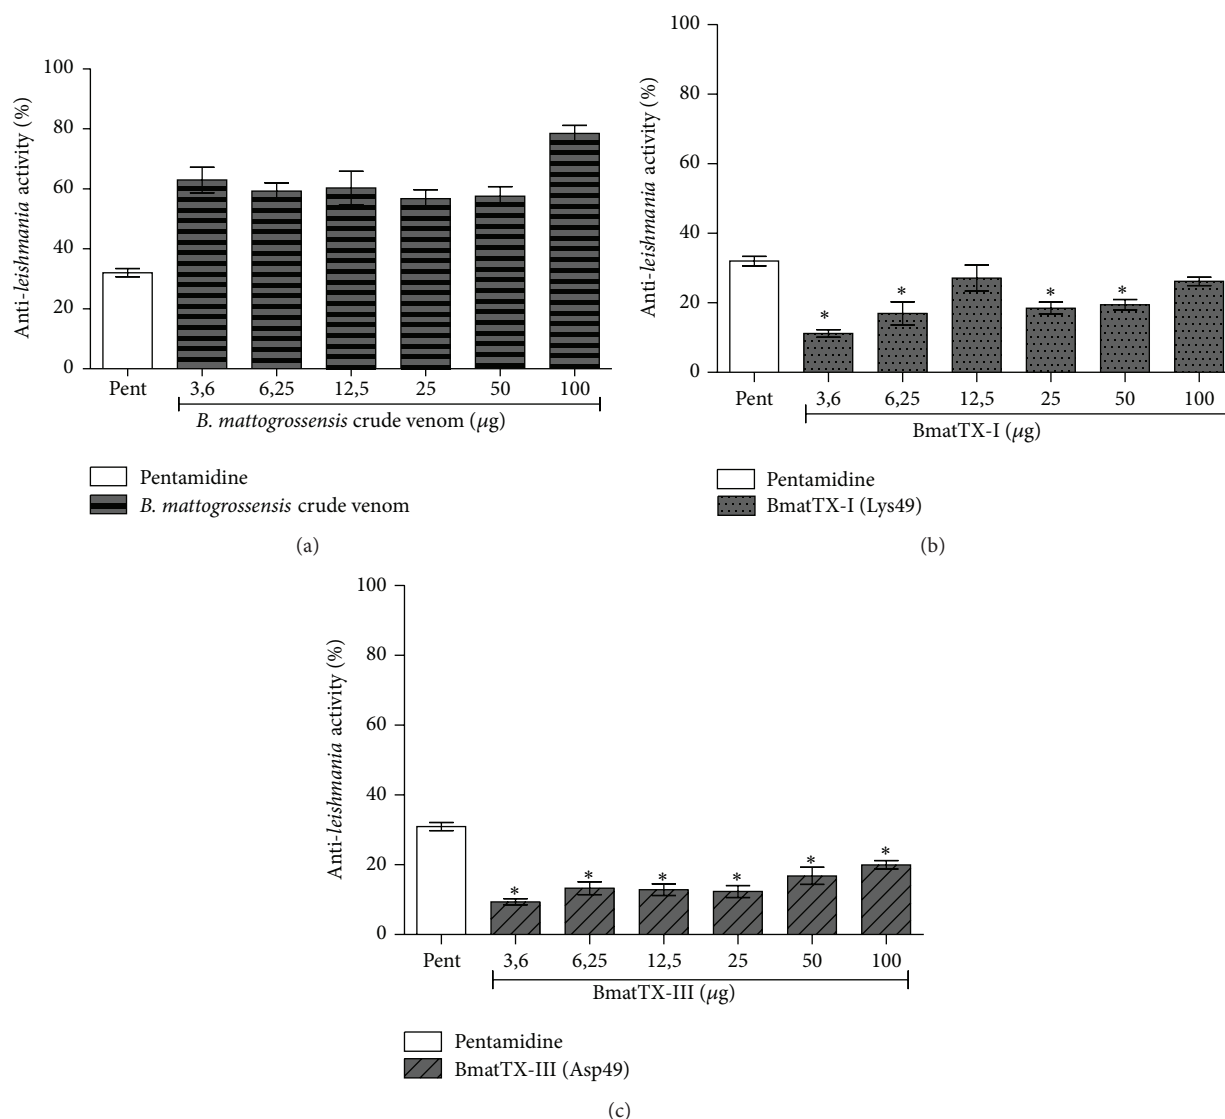 100
80
60
40
20
0
Anti-leishmania activity (%)
Pent 3,6 6,25 12,5 25 50 100
B. mattogrossensis crude venom (μg)
Pentamidine
B. mattogrossensis crude venom
(a)
100
80
60
40
20
0
Anti-leishmania activity (%)
* * * *
Pent 3,6 6,25 12,5 25 50 100
BmatTX-I (μg)
Pentamidine
BmatTX-I (Lys49)
(b)
100
80
60
40
20
0
Anti-leishmania activity (%)
* * * * * *
Pent 3,6 6,25 12,5 25 50 100
BmatTX-III (μg)
Pentamidine
BmatTX-III (Asp49)
(c)